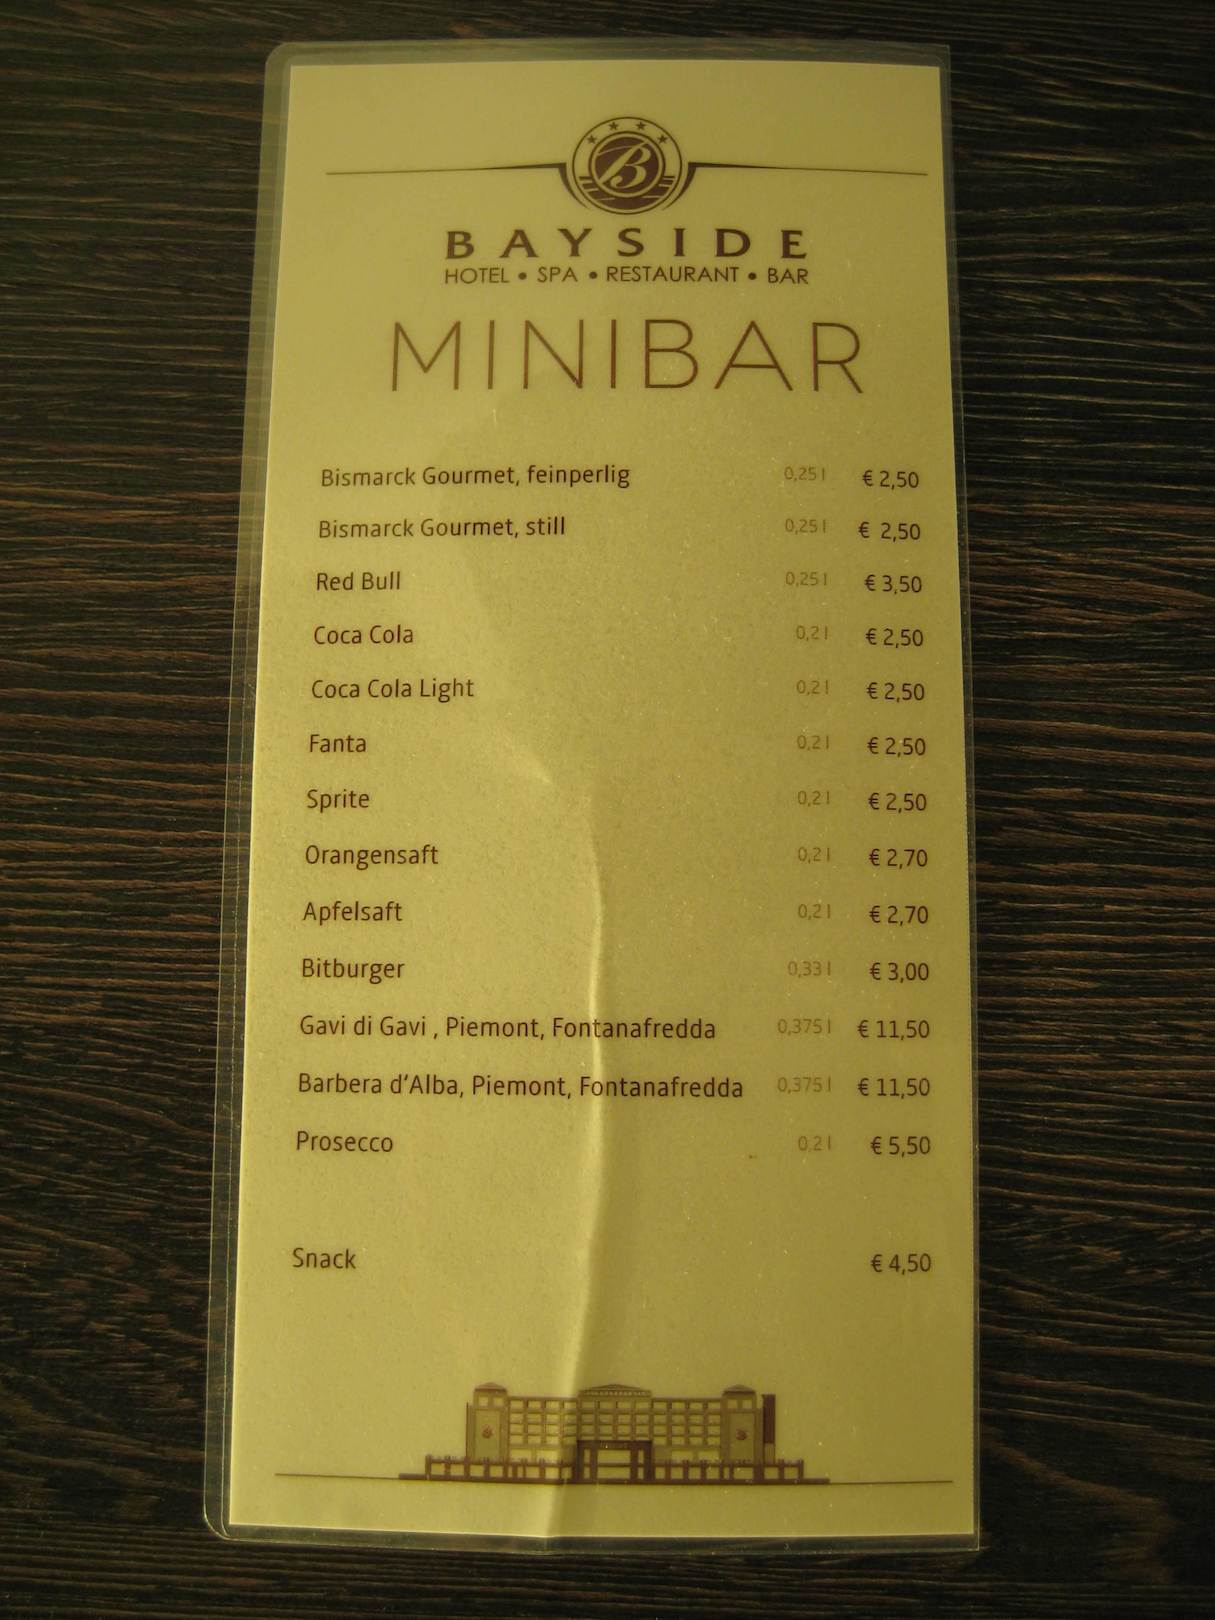 B
BAYSIDE
HOTEL • SPA • RESTAURANT • BAR
MINIBAR
Bismarck Gourmet, feinperlig 0,25 l € 2,50
Bismarck Gourmet, still 0,25 l € 2,50
Red Bull 0,25 l € 3,50
Coca Cola 0,2 l € 2,50
Coca Cola Light 0,2 l € 2,50
Fanta 0,2 l € 2,50
Sprite 0,2 l € 2,50
Orangensaft 0,2 l € 2,70
Apfelsaft 0,2 l € 2,70
Bitburger 0,33 l € 3,00
Gavi di Gavi , Piemont, Fontanafredda 0,375 l € 11,50
Barbera d’Alba, Piemont, Fontanafredda 0,375 l € 11,50
Prosecco 0,2 l € 5,50
Snack € 4,50